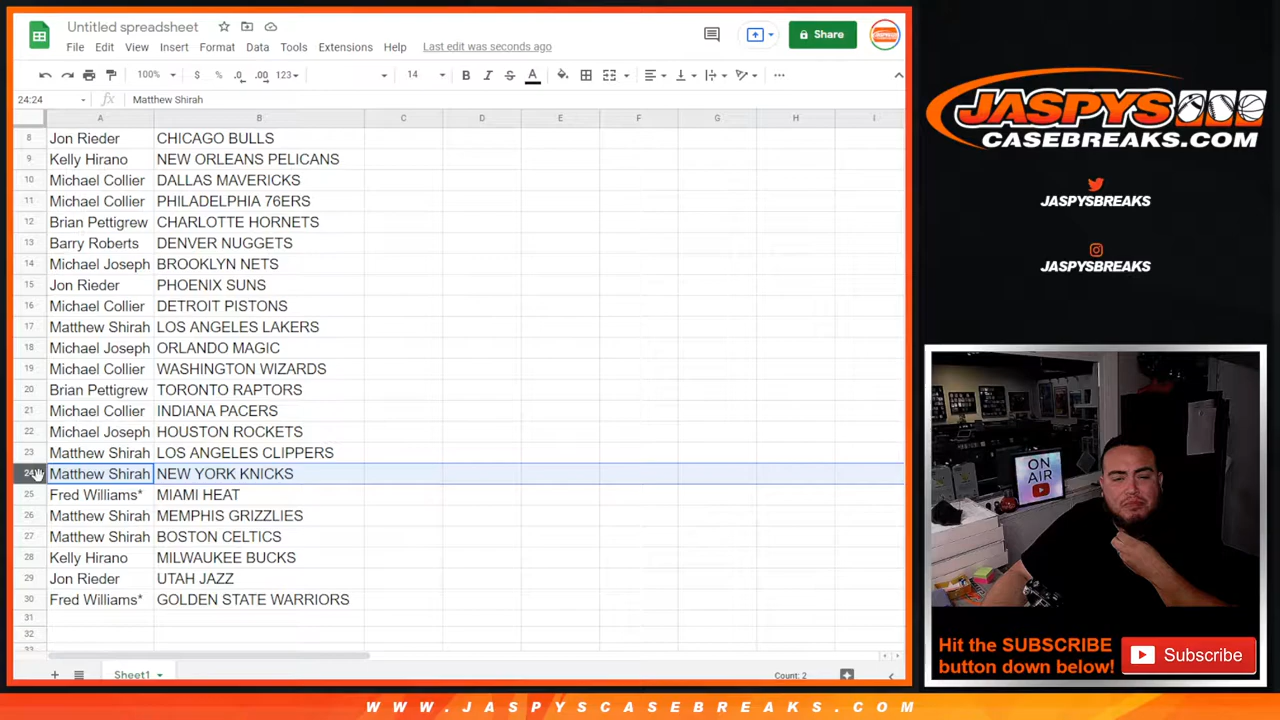 Untitled spreadsheet
File Edit View Insert Format Data Tools Extensions Help Last edit was seconds ago
Share
100% $ % .0 .00 123 14 B I S A
24:24 fx Matthew Shirah
A B C D E F G H I
8 Jon Rieder CHICAGO BULLS
9 Kelly Hirano NEW ORLEANS PELICANS
10 Michael Collier DALLAS MAVERICKS
11 Michael Collier PHILADELPHIA 76ERS
12 Brian Pettigrew CHARLOTTE HORNETS
13 Barry Roberts DENVER NUGGETS
14 Michael Joseph BROOKLYN NETS
15 Jon Rieder PHOENIX SUNS
16 Michael Collier DETROIT PISTONS
17 Matthew Shirah LOS ANGELES LAKERS
18 Michael Joseph ORLANDO MAGIC
19 Michael Collier WASHINGTON WIZARDS
20 Brian Pettigrew TORONTO RAPTORS
21 Michael Collier INDIANA PACERS
22 Michael Joseph HOUSTON ROCKETS
23 Matthew Shirah LOS ANGELES CLIPPERS
24 Matthew Shirah NEW YORK KNICKS
25 Fred Williams* MIAMI HEAT
26 Matthew Shirah MEMPHIS GRIZZLIES
27 Matthew Shirah BOSTON CELTICS
28 Kelly Hirano MILWAUKEE BUCKS
29 Jon Rieder UTAH JAZZ
30 Fred Williams* GOLDEN STATE WARRIORS
31
32
33
Sheet1 Count: 2
JASPYS
CASEBREAKS.COM
JASPYSBREAKS
JASPYSBREAKS
ON
AIR
Hit the SUBSCRIBE
button down below!
Subscribe
WWW.JASPYSCASEBREAKS.COM